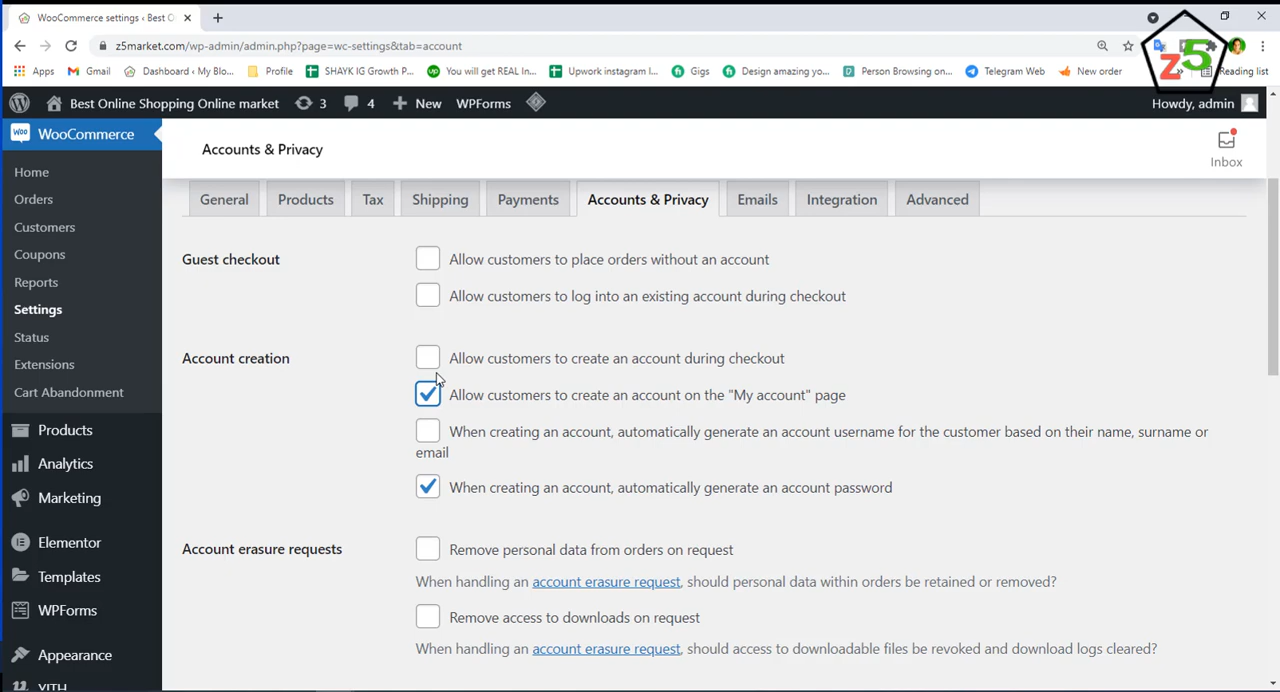 WooCommerce settings ‹ Best O
z5market.com/wp-admin/admin.php?page=wc-settings&tab=account
Apps Gmail Dashboard ‹ My Blo... Profile SHAYK IG Growth P... You will get REAL In... Upwork instagram l... Gigs Design amazing yo... Person Browsing on... Telegram Web New order » Reading list
z5
Best Online Shopping Online market 3 4 New WPForms Howdy, admin
WooCommerce
Home
Orders
Customers
Coupons
Reports
Settings
Status
Extensions
Cart Abandonment
Products
Analytics
Marketing
Elementor
Templates
WPForms
Appearance
YITH
Accounts & Privacy
Inbox
General Products Tax Shipping Payments Accounts & Privacy Emails Integration Advanced
Guest checkout
Allow customers to place orders without an account
Allow customers to log into an existing account during checkout
Account creation
Allow customers to create an account during checkout
Allow customers to create an account on the "My account" page
When creating an account, automatically generate an account username for the customer based on their name, surname or
email
When creating an account, automatically generate an account password
Account erasure requests
Remove personal data from orders on request
When handling an account erasure request, should personal data within orders be retained or removed?
Remove access to downloads on request
When handling an account erasure request, should access to downloadable files be revoked and download logs cleared?